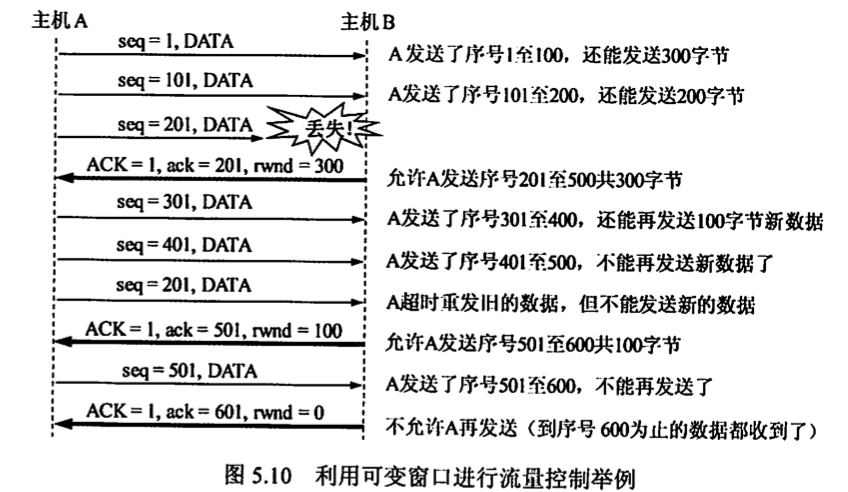 主机A 主机B
seq = 1, DATA A发送了序号1至100，还能发送300字节
seq = 101, DATA A发送了序号101至200，还能发送200字节
seq = 201, DATA 丢失!
ACK = 1, ack = 201, rwnd = 300 允许A发送序号201至500共300字节
seq = 301, DATA A发送了序号301至400，还能再发送100字节新数据
seq = 401, DATA A发送了序号401至500，不能再发送新数据了
seq = 201, DATA A超时重发旧的数据，但不能发送新的数据
ACK = 1, ack = 501, rwnd = 100 允许A发送序号501至600共100字节
seq = 501, DATA A发送了序号501至600，不能再发送了
ACK = 1, ack = 601, rwnd = 0 不允许A再发送（到序号600为止的数据都收到了）
图 5.10 利用可变窗口进行流量控制举例